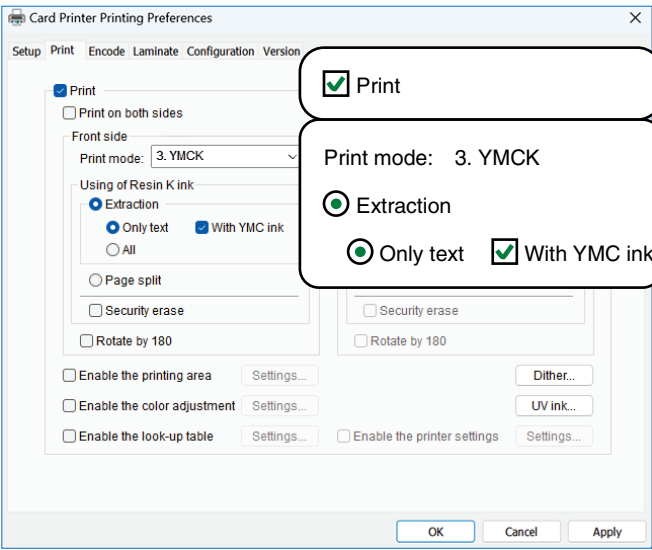 Card Printer Printing Preferences
Setup Print Encode Laminate Configuration Version
Print
Print on both sides
Front side
Print mode: 3. YMCK
Using of Resin K ink
Extraction
Only text With YMC ink
All
Page split
Security erase
Rotate by 180
Print
Print mode: 3. YMCK
Extraction
Only text With YMC ink
Security erase
Rotate by 180
Enable the printing area Settings... Dither...
Enable the color adjustment Settings... UV ink...
Enable the look-up table Settings... Enable the printer settings Settings...
OK Cancel Apply